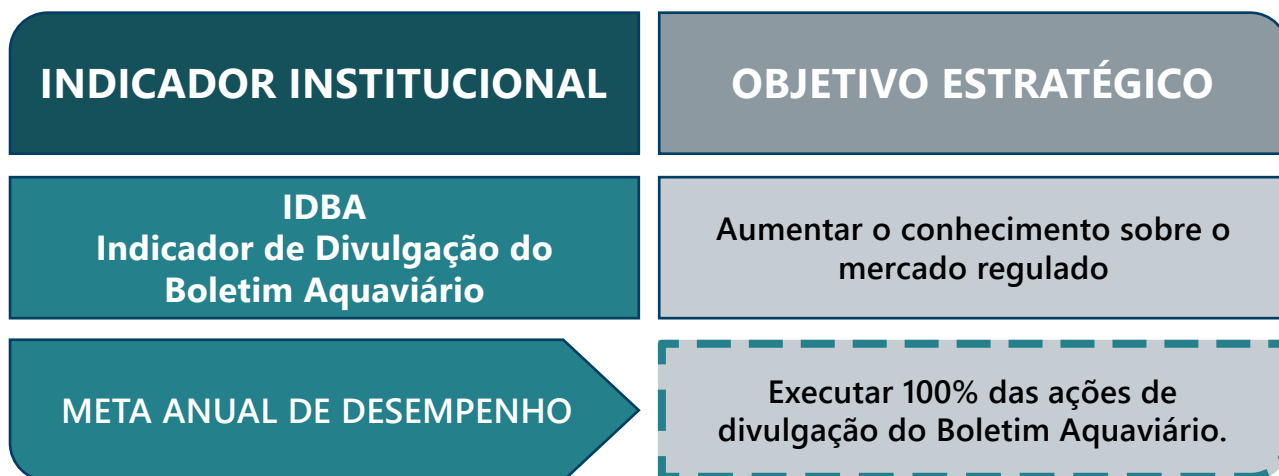 INDICADOR INSTITUCIONAL
OBJETIVO ESTRATÉGICO
IDBA
Indicador de Divulgação do
Boletim Aquaviário
Aumentar o conhecimento sobre o
mercado regulado
META ANUAL DE DESEMPENHO
Executar 100% das ações de
divulgação do Boletim Aquaviário.